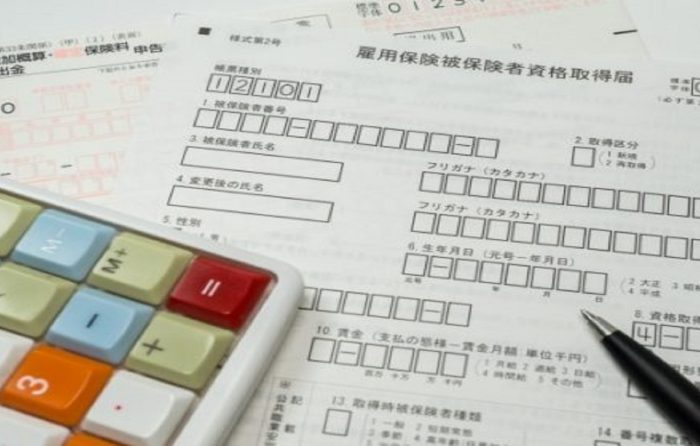 標準字体 0123
様式第2号
雇用保険被保険者資格取得届
保険料 申告
帳票種別
12101
1. 被保険者番号
2. 取得区分
(1 新規
2 再取得)
3. 被保険者氏名
フリガナ (カタカナ)
4. 変更後の氏名
フリガナ (カタカナ)
5. 性別
6. 生年月日 (元号-年月日)
元号 年 月 日
2 大正 3 昭
4 平成
8. 資格取得
4-
10. 賃金 (支払の態様-賃金月額:単位千円)
百万 十万 万 千
(1 月給 2 週給 3 日給
4 時間給 5 その他)
13. 取得時被保険者種類
1 一般
2 短期常態
3 季節
14. 番号複数
M-
M+
=
-
+
3
.